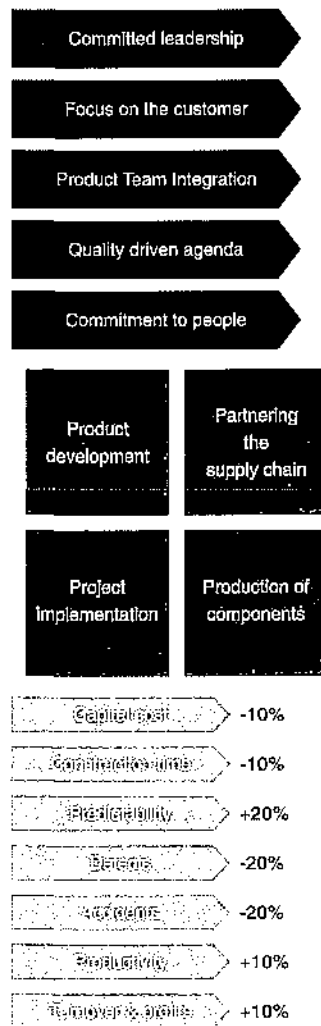 Committed leadership
Focus on the customer
Product Team Integration
Quality driven agenda
Commitment to people
Product
development
Partnering
the
supply chain
Project
implementation
Production of
components
Capital cost -10%
Construction time -10%
Predictability +20%
Defects -20%
Accidents -20%
Productivity +10%
Turnover & profits +10%